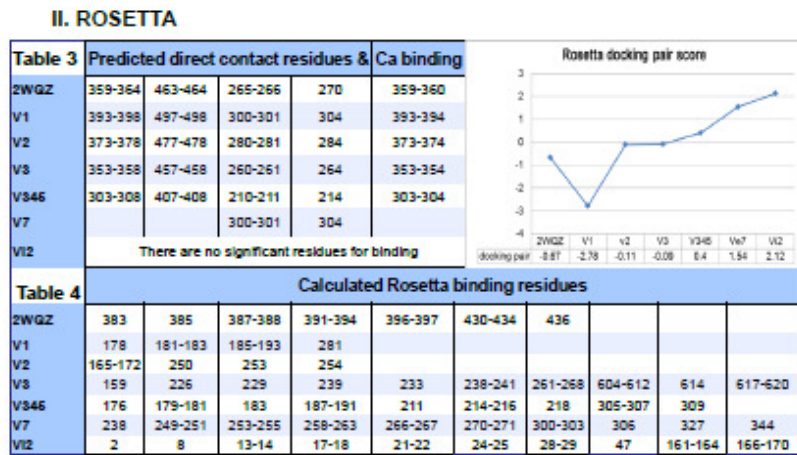 II. ROSETTA
Table 3 Predicted direct contact residues & Ca binding
2WGZ 359-364 463-464 265-266 270 359-360
V1 393-398 497-498 300-301 304 393-394
V2 373-378 477-478 280-281 284 373-374
V3 353-358 457-458 260-261 264 353-354
V345 303-308 407-408 210-211 214 303-304
V7 300-301 304
VI2 There are no significant residues for binding
Rosetta docking pair score
3
2
1
0
-1
-2
-3
-4
2WGZ V1 v2 V3 V345 Ve7 VI2
docking pair -0.67 -2.78 -0.11 -0.09 0.4 1.54 2.12
Table 4 Calculated Rosetta binding residues
2WGZ 383 385 387-388 391-394 396-397 430-434 436
V1 178 181-183 185-193 281
V2 165-172 250 253 254
V3 159 226 229 239 233 238-241 261-268 604-612 614 617-620
V345 176 179-181 183 187-191 211 214-216 218 305-307 309
V7 238 249-251 253-255 258-263 266-267 270-271 300-303 306 327 344
VI2 2 8 13-14 17-18 21-22 24-25 28-29 47 161-164 166-170